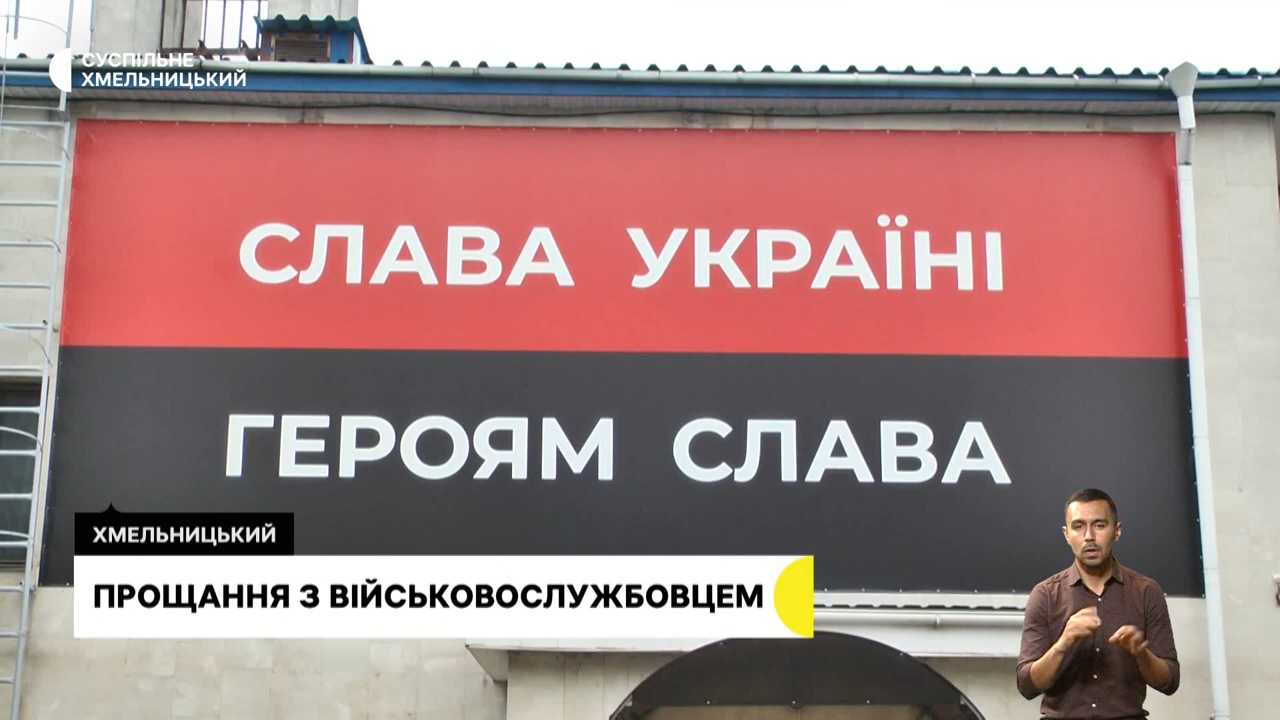 СУСПІЛЬНЕ
ХМЕЛЬНИЦЬКИЙ
СЛАВА УКРАЇНІ
ГЕРОЯМ СЛАВА
ХМЕЛЬНИЦЬКИЙ
ПРОЩАННЯ З ВІЙСЬКОВОСЛУЖБОВЦЕМ